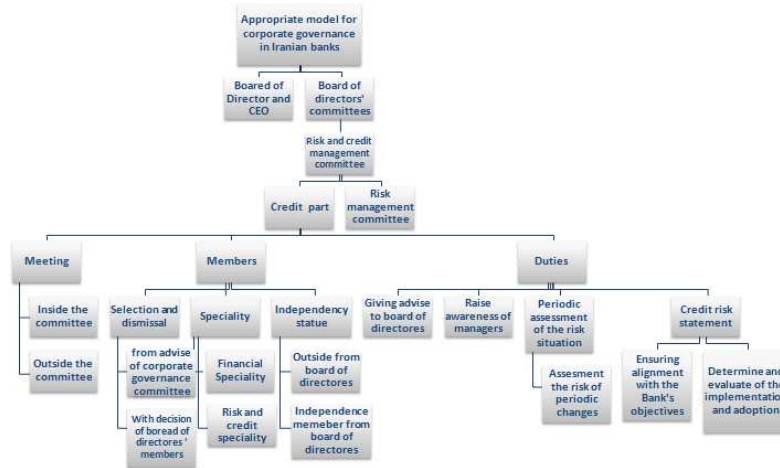 Appropriate model for
corporate governance
in Iranian banks
Boared of
Director and
CEO
Board of
directors'
committees
Risk and credit
management
committee
Credit part
Risk
management
committee
Meeting
Members
Duties
Inside the
committee
Outside the
committee
Selection and
dismissal
from advise
of corporate
governance
committee
With decision
of boread of
directores '
members
Speciality
Financial
Speciality
Risk and
credit
speciality
Independency
statue
Outside from
board of
directores
Independence
memeber from
board of
directores
Giving advise
to board of
directores
Raise
awareness of
managers
Periodic
assessment
of the risk
situation
Assesment
the risk of
periodic
changes
Credit risk
statement
Ensuring
alignment
with the
Bank's
objectives
Determine and
evaluate of the
implementation
and adoption